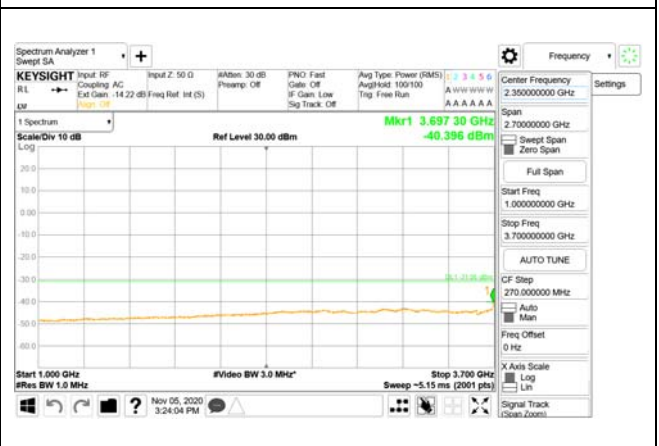 Spectrum Analyzer 1
Swept SA
+
Frequency
KEYSIGHT
RL
Input: RF
Coupling: AC
Ext Gain: -14.22 dB
Align: Off
Input Z: 50 Ω
Freq Ref: Int (S)
#Atten: 30 dB
Preamp: Off
PNO: Fast
Gate: Off
IF Gain: Low
Sig Track: Off
Avg Type: Power (RMS)
Avg|Hold: 100/100
Trig: Free Run
1 2 3 4 5 6
A W W W W W
A A A A A A
1 Spectrum
Scale/Div 10 dB
Ref Level 30.00 dBm
Mkr1 3.697 30 GHz
-40.396 dBm
Log
20.0
10.0
0.00
-10.0
-20.0
-30.0
-40.0
-50.0
-60.0
1
Start 1.000 GHz
#Video BW 3.0 MHz*
Stop 3.700 GHz
#Res BW 1.0 MHz
Sweep ~5.15 ms (2001 pts)
Nov 05, 2020
3:24:04 PM
Center Frequency
2.350000000 GHz
Settings
Span
2.70000000 GHz
Swept Span
Zero Span
Full Span
Start Freq
1.000000000 GHz
Stop Freq
3.700000000 GHz
AUTO TUNE
CF Step
270.000000 MHz
Auto
Man
Freq Offset
0 Hz
X Axis Scale
Log
Lin
Signal Track
(Span Zoom)